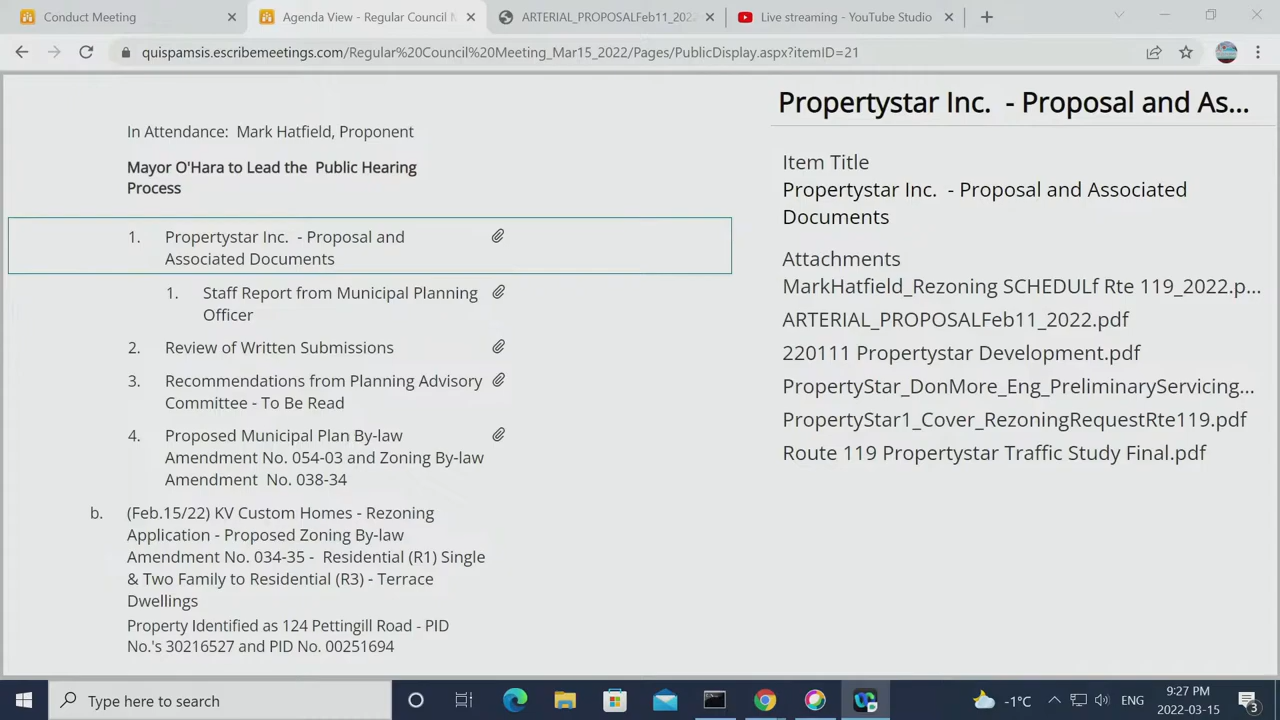 Conduct Meeting
Agenda View - Regular Council M
ARTERIAL_PROPOSALFeb11_202
Live streaming - YouTube Studio
quispamsis.escribemeetings.com/Regular%20Council%20Meeting_Mar15_2022/Pages/PublicDisplay.aspx?itemID=21
In Attendance: Mark Hatfield, Proponent
Mayor O'Hara to Lead the Public Hearing
Process
1. Propertystar Inc. - Proposal and
Associated Documents
1. Staff Report from Municipal Planning
Officer
2. Review of Written Submissions
3. Recommendations from Planning Advisory
Committee - To Be Read
4. Proposed Municipal Plan By-law
Amendment No. 054-03 and Zoning By-law
Amendment No. 038-34
b. (Feb.15/22) KV Custom Homes - Rezoning
Application - Proposed Zoning By-law
Amendment No. 034-35 - Residential (R1) Single
& Two Family to Residential (R3) - Terrace
Dwellings
Property Identified as 124 Pettingill Road - PID
No.'s 30216527 and PID No. 00251694
Propertystar Inc. - Proposal and As...
Item Title
Propertystar Inc. - Proposal and Associated
Documents
Attachments
MarkHatfield_Rezoning SCHEDULf Rte 119_2022.p...
ARTERIAL_PROPOSALFeb11_2022.pdf
220111 Propertystar Development.pdf
PropertyStar_DonMore_Eng_PreliminaryServicing...
PropertyStar1_Cover_RezoningRequestRte119.pdf
Route 119 Propertystar Traffic Study Final.pdf
Type here to search
-1°C
ENG
9:27 PM
2022-03-15
3